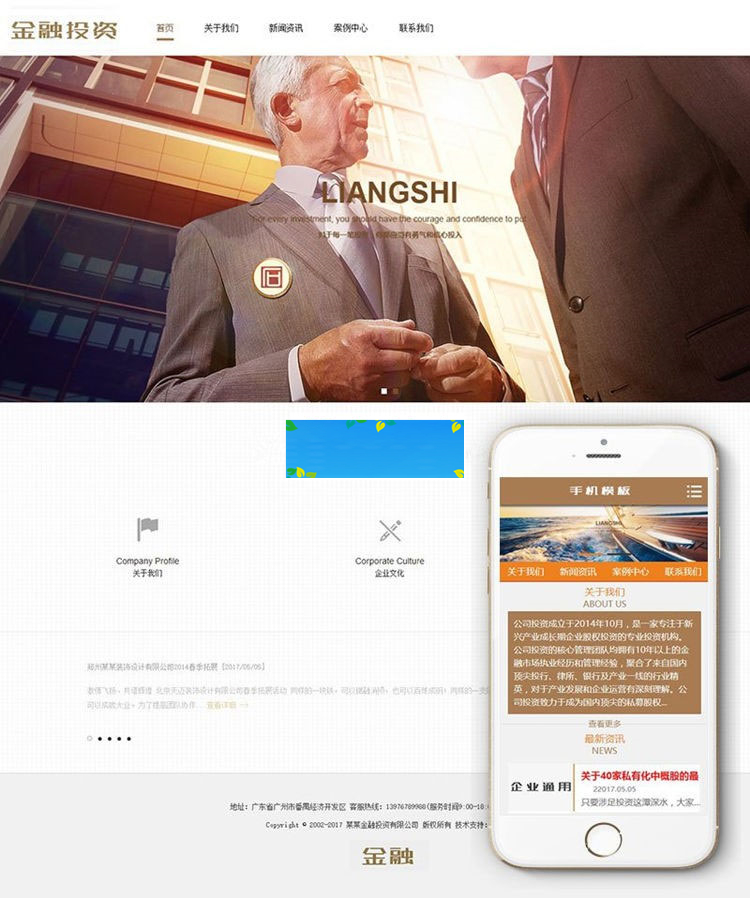 金融投资
首页 关于我们 新闻资讯 案例中心 联系我们
LIANGSHI
For every investment, you should have the courage and confidence to put
对于每一笔投资,
Company Profile
关于我们
Corporate Culture
企业文化
郑州某某装饰设计有限公司2014春季拓展 [2017/05/05]
可以成就大业。为了提高团队协作... 查看详细
地址: 广东省广州市番禺经济开发区 客服热线: 13976789988(服务时间9:00-18:
Copyright © 2002-2017 某某金融投资有限公司 版权所有 技术支持:
金融
手机模板
LIANGSHI
关于我们 新闻资讯 案例中心 联系我们
关于我们
ABOUT US
公司投资成立于2014年10月，是一家专注于新
兴产业成长期企业股权投资的专业投资机构。
公司投资的核心管理团队均拥有10年以上的金
融市场执业经历和管理经验，聚合了来自国内
顶尖投行、律所、银行及产业一线的行业精
英，对于产业发展和企业运营有深刻理解。公
司投资致力于成为国内顶尖的私募股权...
查看更多
最新资讯
NEWS
企业通用
关于40家私有化中概股的最
22017.05.05
只要涉足投资这潭深水，大家...